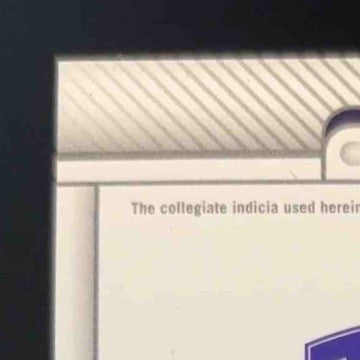 The collegiate indicia used herein